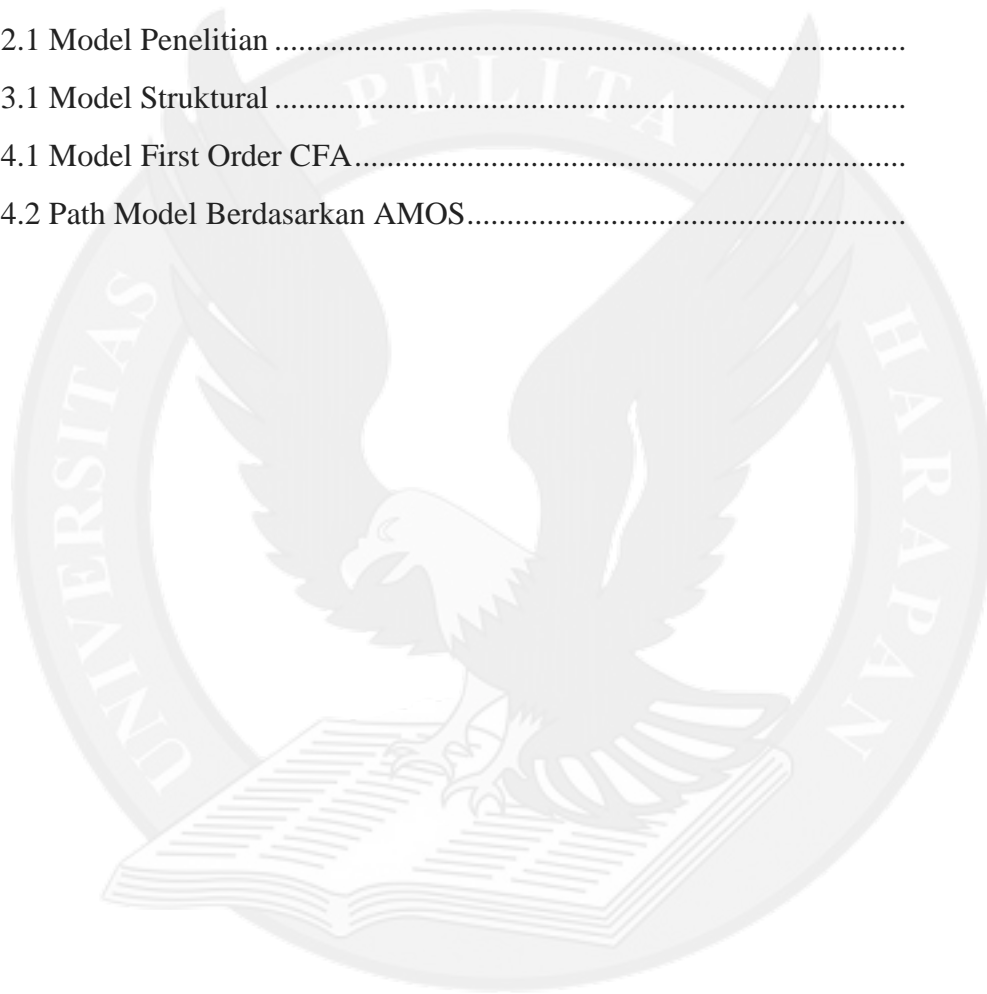 2.1 Model Penelitian ................................................................................
3.1 Model Struktural ................................................................................
4.1 Model First Order CFA......................................................................
4.2 Path Model Berdasarkan AMOS........................................................
UNIVERSITAS PELITA HARAPAN